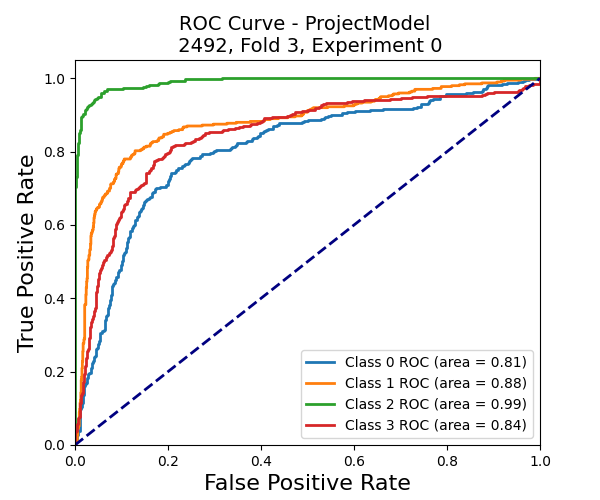 ROC Curve - ProjectModel
2492, Fold 3, Experiment 0
True Positive Rate
1.0
0.8
0.6
0.4
0.2
0.0
0.0 0.2 0.4 0.6 0.8 1.0
False Positive Rate
Class 0 ROC (area = 0.81)
Class 1 ROC (area = 0.88)
Class 2 ROC (area = 0.99)
Class 3 ROC (area = 0.84)